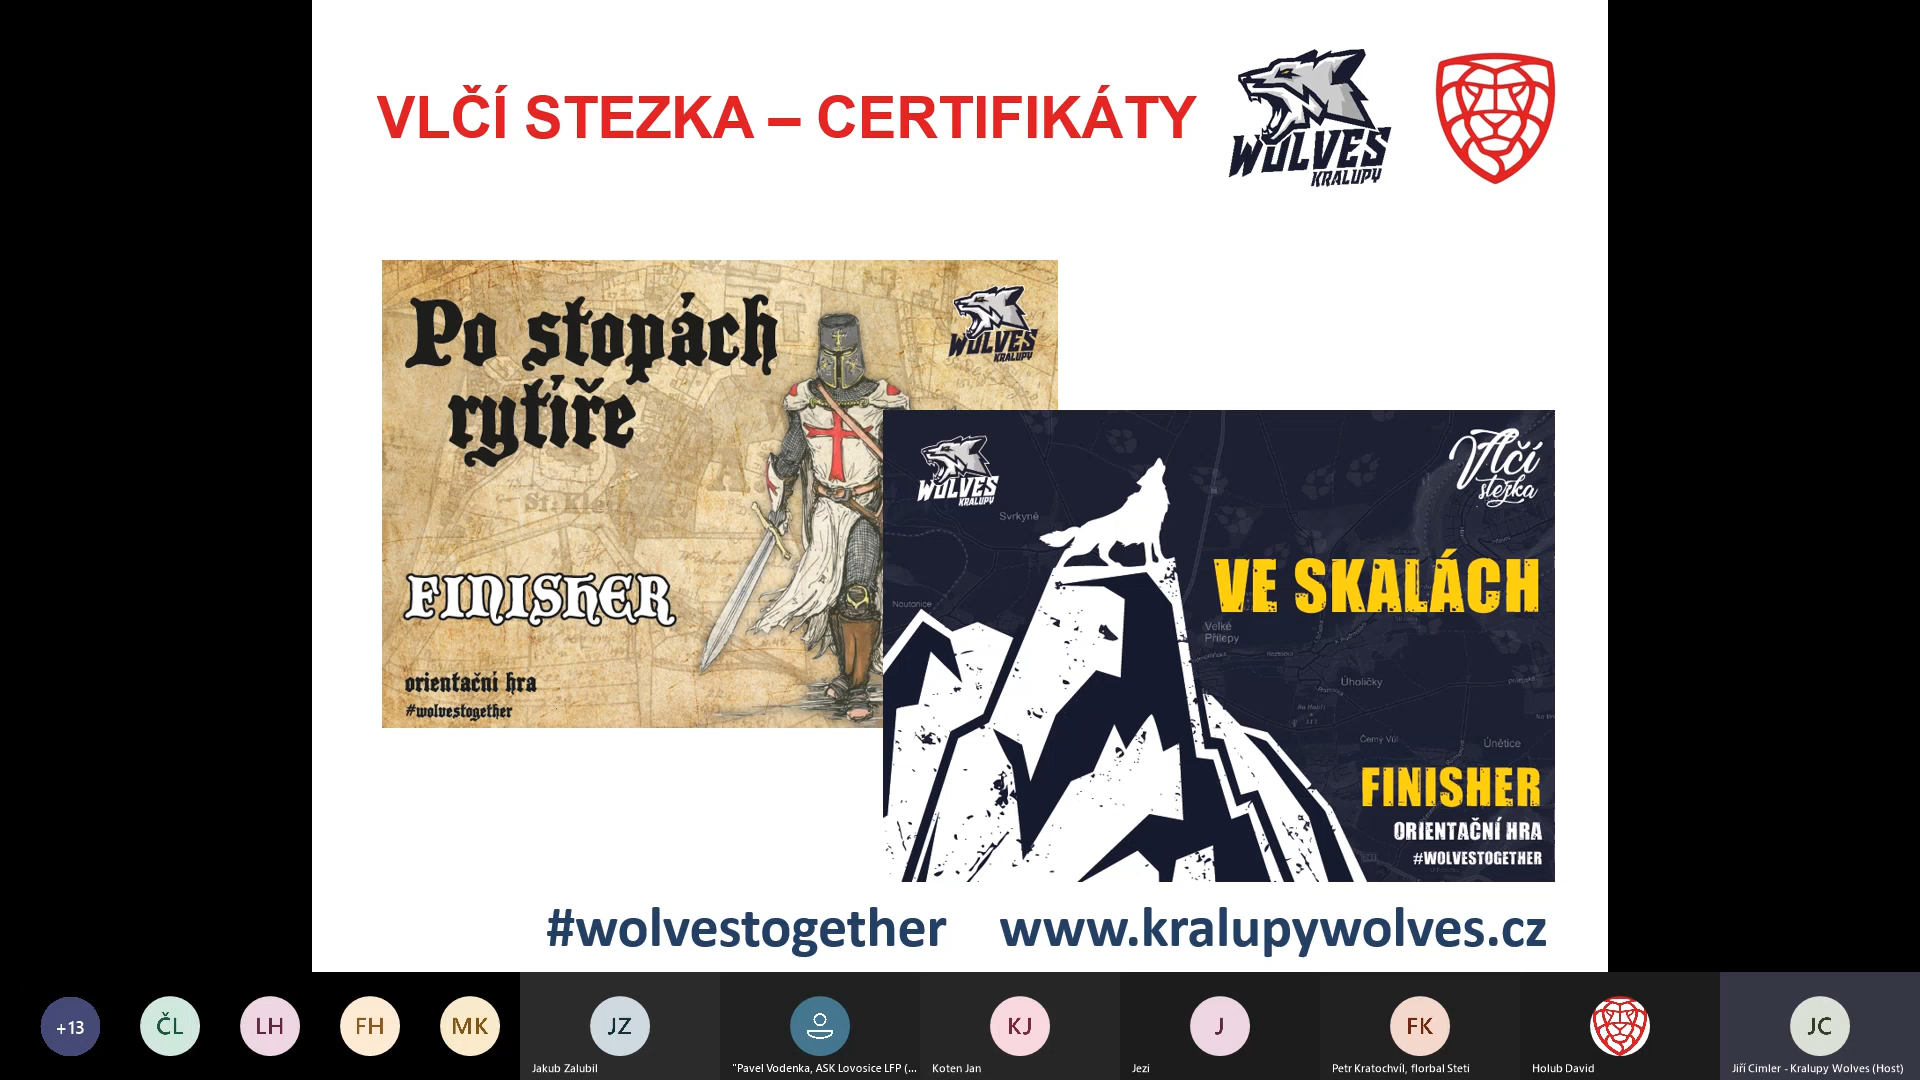 VLČÍ STEZKA – CERTIFIKÁTY
WOLVES
KRALUPY
Po stopách
rytíře
WOLVES
KRALUPY
St. Kle
FINISHER
orientační hra
#wolvestogether
WOLVES
KRALUPY
Vlčí
stezka
Svrkyně
VE SKALÁCH
Noutonice
Velké
Přílepy
Úholičky
Černý Vůl
Únětice
FINISHER
ORIENTAČNÍ HRA
#WOLVESTOGETHER
#wolvestogether www.kralupywolves.cz
+13
ČL
LH
FH
MK
JZ
KJ
J
FK
JC
Jakub Zalubil
"Pavel Vodenka, ASK Lovosice LFP (...
Koten Jan
Jezi
Petr Kratochvíl, florbal Steti
Holub David
Jiří Cimler - Kralupy Wolves (Host)